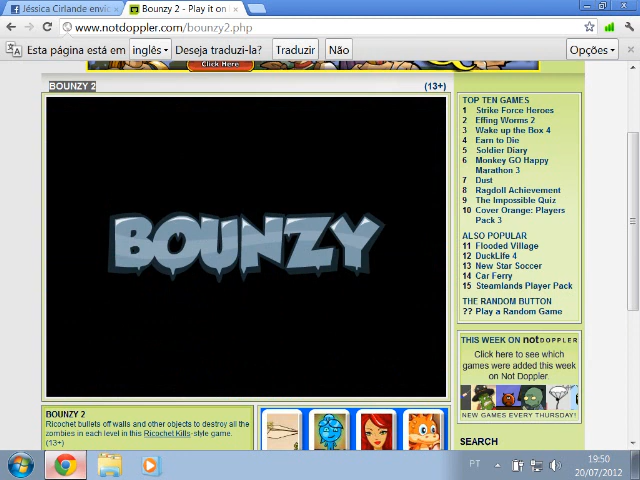 Jéssica Cirlande envic
Bounzy 2 - Play it on
www.notdoppler.com/bounzy2.php
Esta página está em inglês Deseja traduzi-la? Traduzir Não Opções
Click Here
BOUNZY 2 (13+)
BOUNZY
TOP TEN GAMES
1 Strike Force Heroes
2 Effing Worms 2
3 Wake up the Box 4
4 Earn to Die
5 Soldier Diary
6 Monkey GO Happy
Marathon 3
7 Dust
8 Ragdoll Achievement
9 The Impossible Quiz
10 Cover Orange: Players
Pack 3
ALSO POPULAR
11 Flooded Village
12 DuckLife 4
13 New Star Soccer
14 Car Ferry
15 Steamlands Player Pack
THE RANDOM BUTTON
?? Play a Random Game
THIS WEEK ON notDOPPLER
Click here to see which
games were added this week
on Not Doppler.
NEW GAMES EVERY THURSDAY!
SEARCH
BOUNZY 2
Ricochet bullets off walls and other objects to destroy all the
zombies in each level in this Ricochet Kills-style game.
(13+)
PT
19:50
20/07/2012